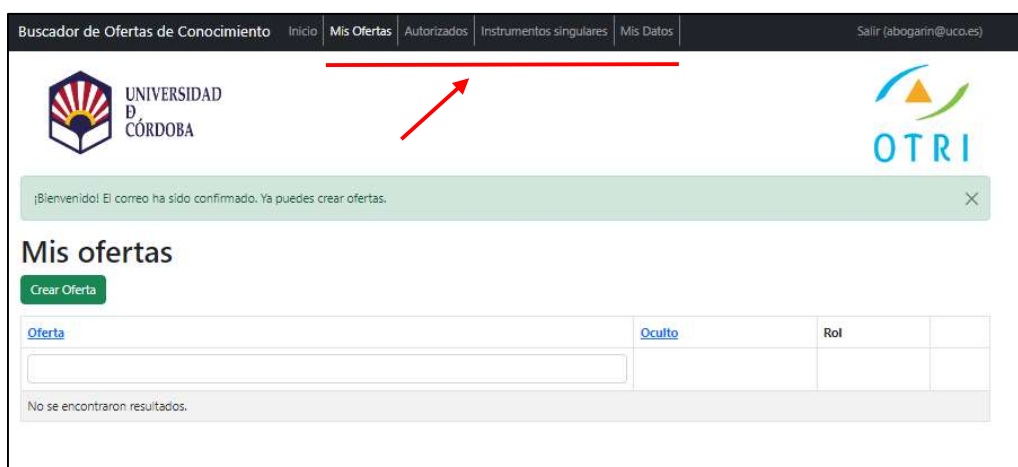 Buscador de Ofertas de Conocimiento Inicio Mis Ofertas Autorizados Instrumentos singulares Mis Datos Salir (abogarin@uco.es)
UNIVERSIDAD
Ð
CÓRDOBA
OTRI
¡Bienvenido! El correo ha sido confirmado. Ya puedes crear ofertas.
Mis ofertas
Crear Oferta
Oferta Oculto Rol
No se encontraron resultados.